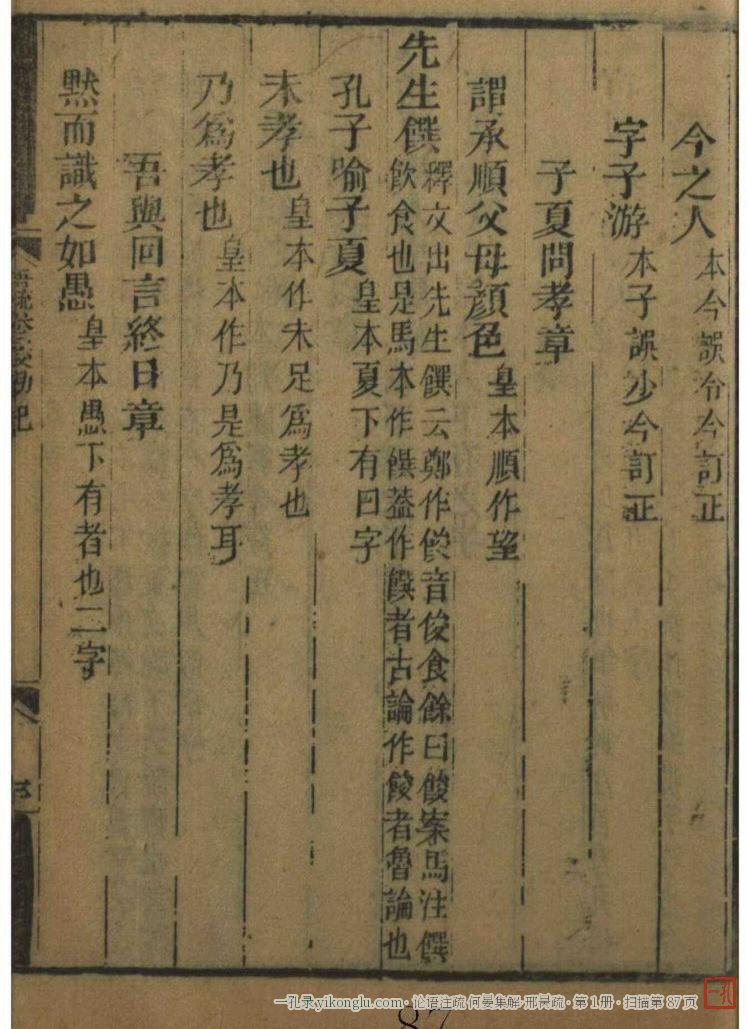 今之人本今誤令今訂正
字子游本子誤少今訂正
子夏問孝章
謂承順父母顏色皇本順作望
先生饌釋文出先生饌云鄭作餕音俊食餘曰餕案馬注饌
飲食也是馬本作饌葢作饌者古論作餕者魯論也
孔子喻子夏皇本夏下有曰字
未孝也皇本作未足爲孝也
乃爲孝也皇本作乃是爲孝耳
吾與回言終日章
黙而識之如愚皇本愚下有者也二字
三
一孔录yikonglu.com · 论语注疏 何晏集解 邢昺疏 · 第1册 · 扫描第87页
一孔
87